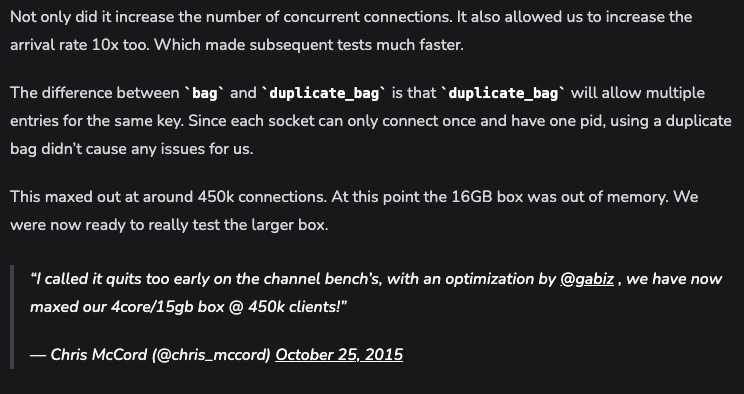 Not only did it increase the number of concurrent connections. It also allowed us to increase the
arrival rate 10x too. Which made subsequent tests much faster.
The difference between `bag` and `duplicate_bag` is that `duplicate_bag` will allow multiple
entries for the same key. Since each socket can only connect once and have one pid, using a duplicate
bag didn’t cause any issues for us.
This maxed out at around 450k connections. At this point the 16GB box was out of memory. We
were now ready to really test the larger box.
“I called it quits too early on the channel bench’s, with an optimization by @gabiz , we have now
maxed our 4core/15gb box @ 450k clients!”
— Chris McCord (@chris_mccord) October 25, 2015